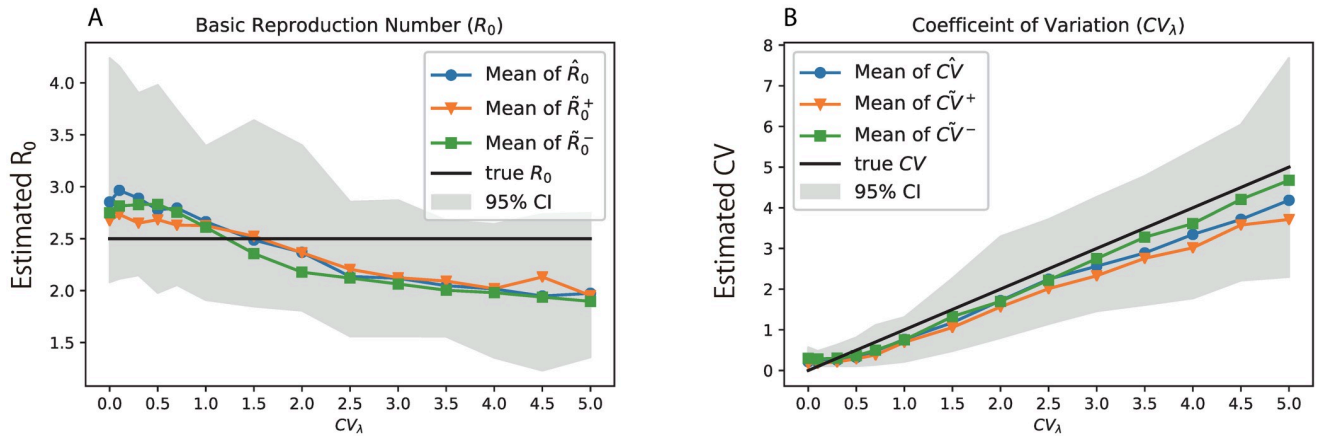 A
Basic Reproduction Number (R₀)
Estimated R₀
4.0
3.5
3.0
2.5
2.0
1.5
Mean of R̂₀
Mean of R̃₀⁺
Mean of R̃₀⁻
true R₀
95% CI
0.0 0.5 1.0 1.5 2.0 2.5 3.0 3.5 4.0 4.5 5.0
CV_λ
B
Coefficeint of Variation (CV_λ)
Estimated CV
8
7
6
5
4
3
2
1
0
Mean of CV̂
Mean of CṼ⁺
Mean of CṼ⁻
true CV
95% CI
0.0 0.5 1.0 1.5 2.0 2.5 3.0 3.5 4.0 4.5 5.0
CV_λ